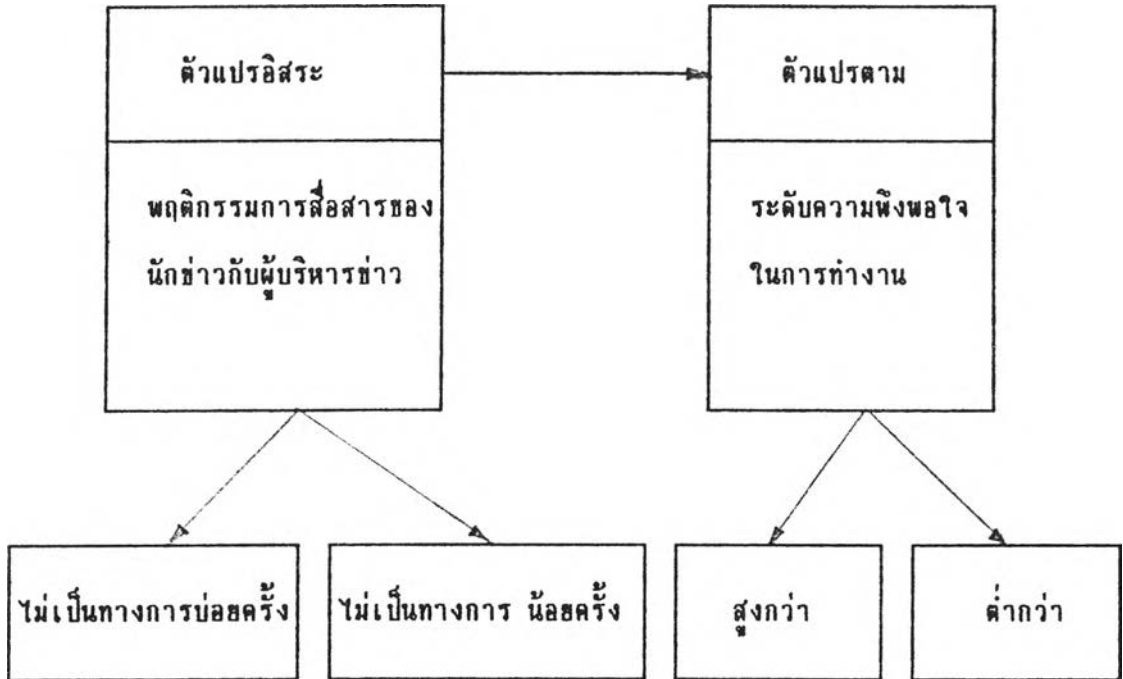 ตัวแปรอิสระ
ตัวแปรตาม
พฤติกรรมการสื่อสารของ
นักข่าวกับผู้บริหารข่าว
ระดับความพึงพอใจ
ในการทำงาน
ไม่เป็นทางการบ่อยครั้ง
ไม่เป็นทางการ น้อยครั้ง
สูงกว่า
ต่ำกว่า